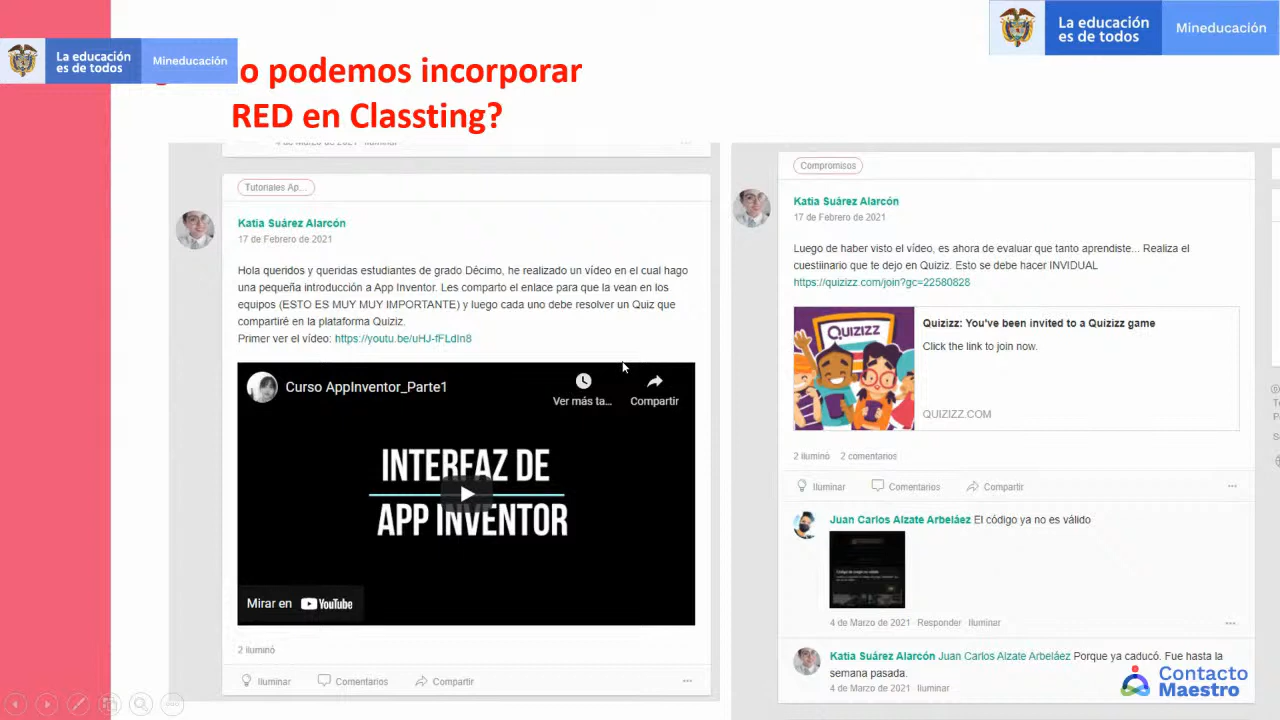 La educación
es de todos
Mineducación
La educación
es de todos
Mineducación
o podemos incorporar
RED en Classting?
4 de Marzo de 2021 Iluminar
Tutoriales Ap...
Katia Suárez Alarcón
17 de Febrero de 2021
Hola queridos y queridas estudiantes de grado Décimo, he realizado un vídeo en el cual hago
una pequeña introducción a App Inventor. Les comparto el enlace para que la vean en los
equipos (ESTO ES MUY MUY IMPORTANTE) y luego cada uno debe resolver un Quiz que
compartiré en la plataforma Quiziz.
Primer ver el vídeo: https://youtu.be/uHJ-fFLdIn8
Curso AppInventor_Parte1
Ver más ta...
Compartir
INTERFAZ DE
APP INVENTOR
Mirar en YouTube
2 iluminó
Iluminar Comentarios Compartir
Compromisos
Katia Suárez Alarcón
17 de Febrero de 2021
Luego de haber visto el vídeo, es ahora de evaluar que tanto aprendiste... Realiza el
cuestiinario que te dejo en Quiziz. Esto se debe hacer INVIDUAL
https://quizizz.com/join?gc=22580828
QUIZIZZ
Quizizz: You've been invited to a Quizizz game
Click the link to join now.
QUIZIZZ.COM
2 iluminó 2 comentarios
Iluminar Comentarios Compartir
Juan Carlos Alzate Arbeláez El código ya no es válido
4 de Marzo de 2021 Responder Iluminar
Katia Suárez Alarcón Juan Carlos Alzate Arbeláez Porque ya caducó. Fue hasta la
semana pasada.
4 de Marzo de 2021 Iluminar
Contacto
Maestro